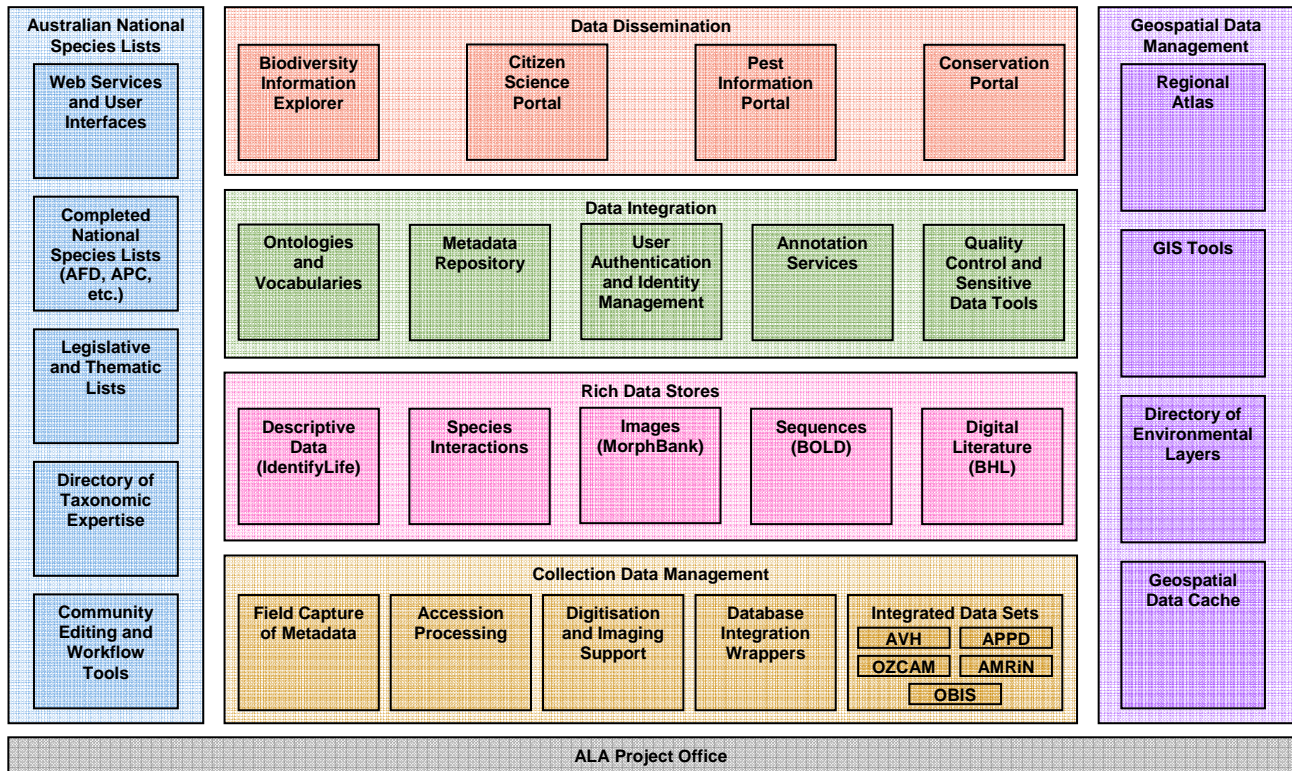 Australian National
Species Lists
Web Services
and User
Interfaces
Completed
National
Species Lists
(AFD, APC,
etc.)
Legislative
and Thematic
Lists
Directory of
Taxonomic
Expertise
Community
Editing and
Workflow
Tools
Data Dissemination
Biodiversity
Information
Explorer
Citizen
Science
Portal
Pest
Information
Portal
Conservation
Portal
Data Integration
Ontologies
and
Vocabularies
Metadata
Repository
User
Authentication
and Identity
Management
Annotation
Services
Quality
Control and
Sensitive
Data Tools
Rich Data Stores
Descriptive
Data
(IdentifyLife)
Species
Interactions
Images
(MorphBank)
Sequences
(BOLD)
Digital
Literature
(BHL)
Collection Data Management
Field Capture
of Metadata
Accession
Processing
Digitisation
and Imaging
Support
Database
Integration
Wrappers
Integrated Data Sets
AVH
APPD
OZCAM
AMRiN
OBIS
Geospatial Data
Management
Regional
Atlas
GIS Tools
Directory of
Environmental
Layers
Geospatial
Data Cache
ALA Project Office